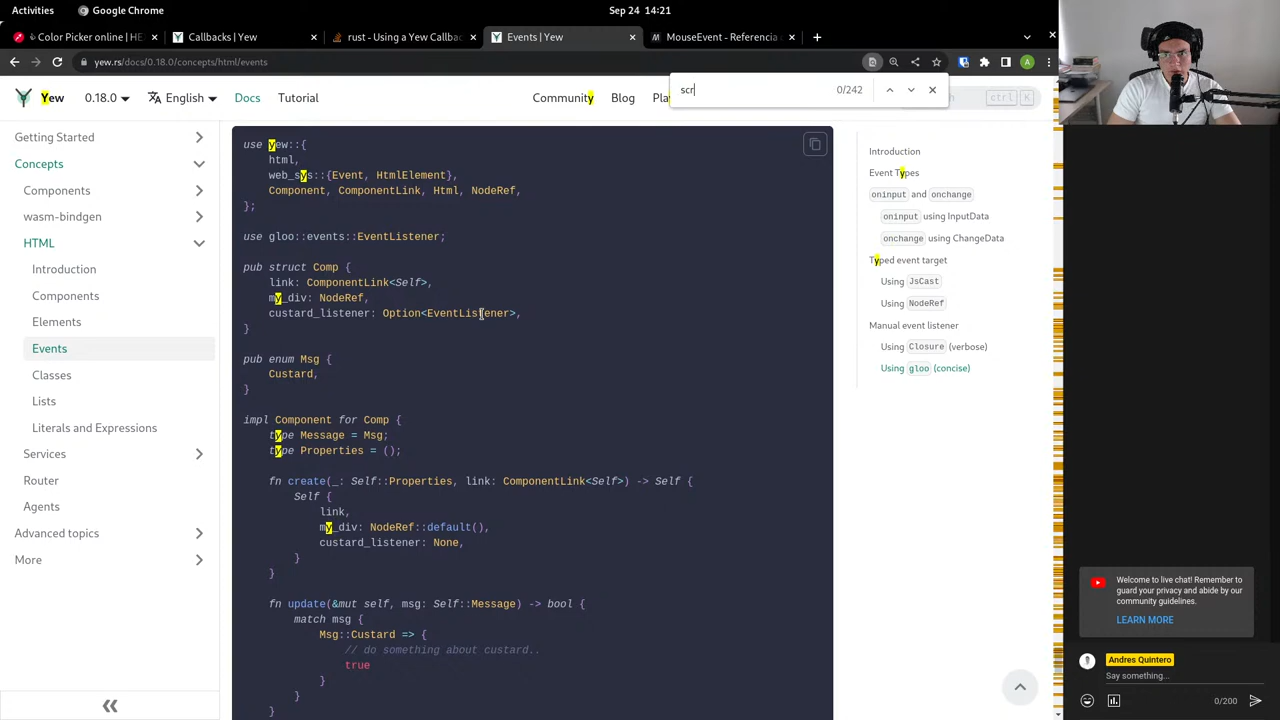 Activities
Google Chrome
Sep 24 14:21
Color Picker online | HE
Callbacks | Yew
rust - Using a Yew Callba
Events | Yew
MouseEvent - Referencia d
yew.rs/docs/0.18.0/concepts/html/events
A
Yew
0.18.0
English
Docs
Tutorial
Community
Blog
Pla
scr
0/242
ctrl
K
Getting Started
Concepts
Components
wasm-bindgen
HTML
Introduction
Components
Elements
Events
Classes
Lists
Literals and Expressions
Services
Router
Agents
Advanced topics
More
use yew::{
html,
web_sys::{Event, HtmlElement},
Component, ComponentLink, Html, NodeRef,
};
use gloo::events::EventListener;
pub struct Comp {
link: ComponentLink<Self>,
my_div: NodeRef,
custard_listener: Option<EventListener>,
}
pub enum Msg {
Custard,
}
impl Component for Comp {
type Message = Msg;
type Properties = ();
fn create(_: Self::Properties, link: ComponentLink<Self>) -> Self {
Self {
link,
my_div: NodeRef::default(),
custard_listener: None,
}
}
fn update(&mut self, msg: Self::Message) -> bool {
match msg {
Msg::Custard => {
// do something about custard..
true
}
}
Introduction
Event Types
oninput and onchange
oninput using InputData
onchange using ChangeData
Typed event target
Using JsCast
Using NodeRef
Manual event listener
Using Closure (verbose)
Using gloo (concise)
Welcome to live chat! Remember to
guard your privacy and abide by our
community guidelines.
LEARN MORE
Andres Quintero
Say something...
0/200